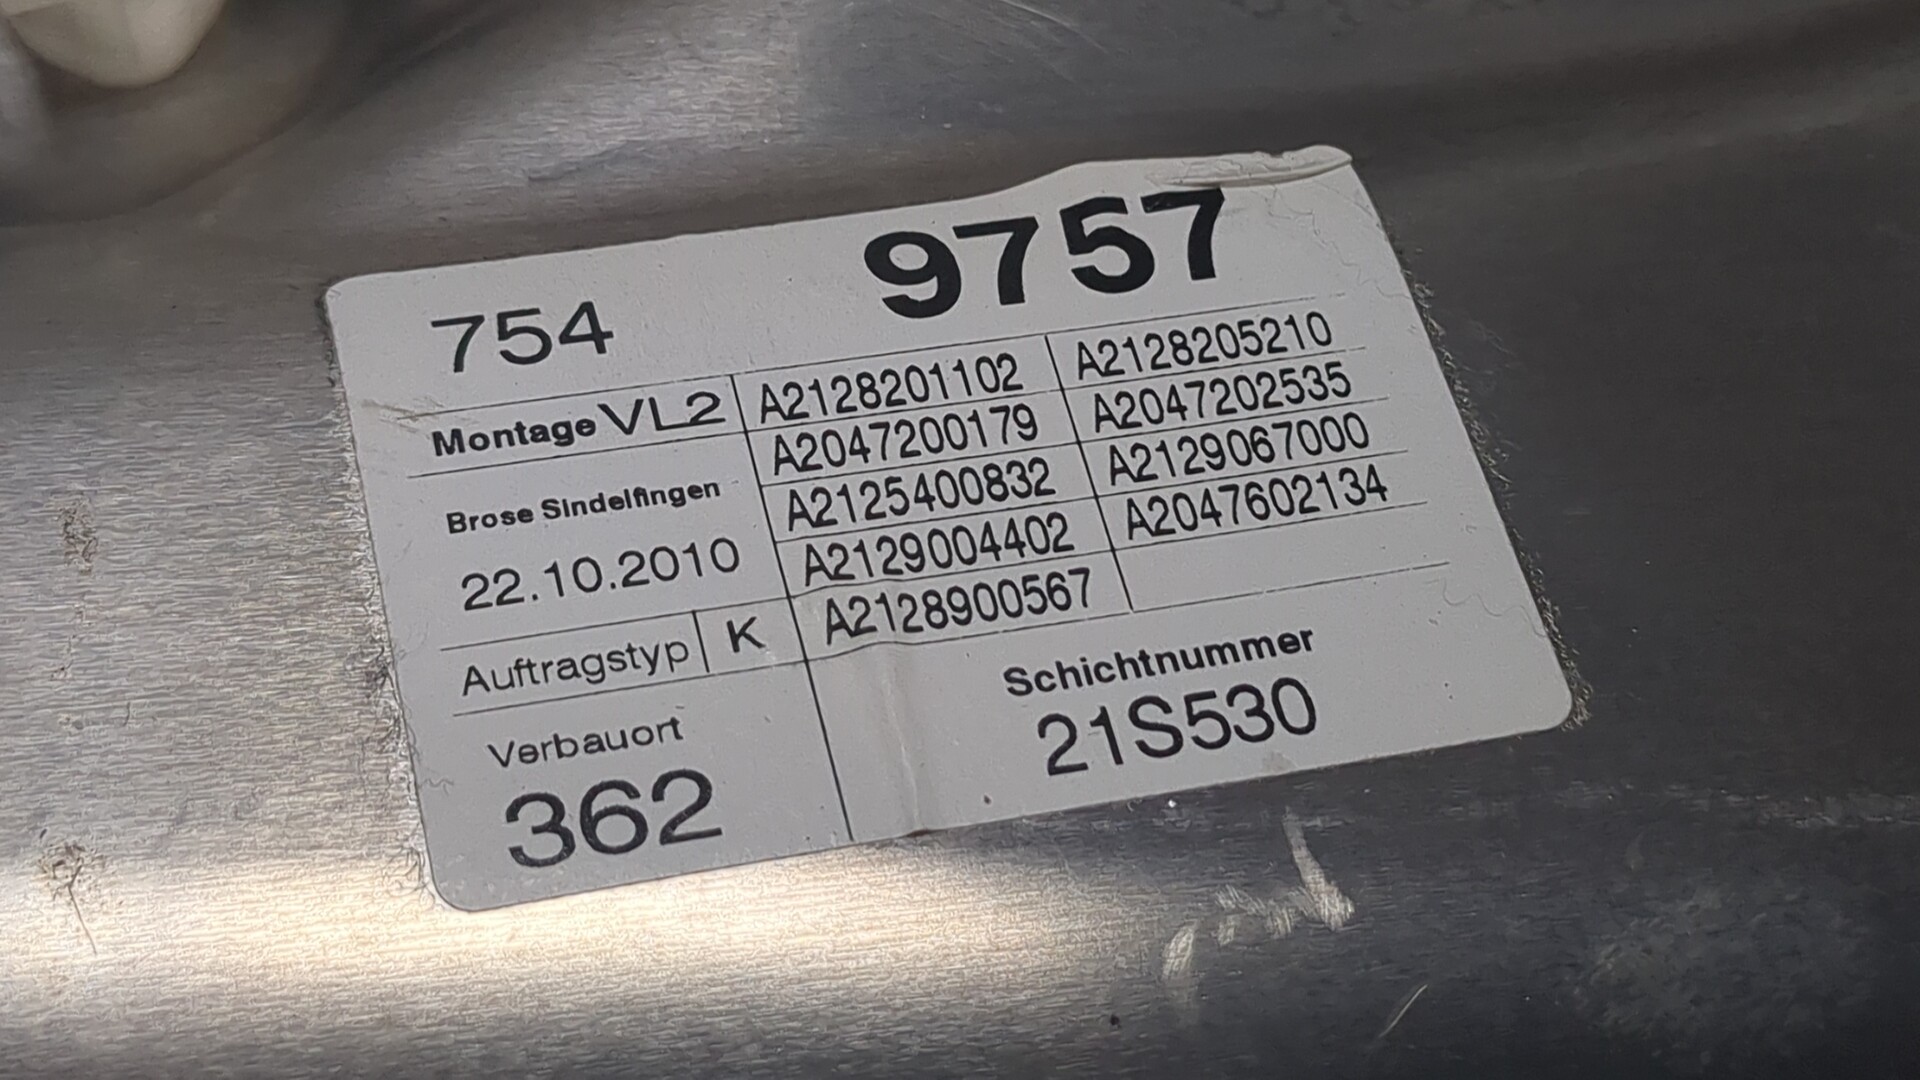 754 9757
Montage VL2 A2128201102 A2128205210
A2047200179 A2047202535
Brose Sindelfingen A2125400832 A2129067000
22.10.2010 A2129004402 A2047602134
Auftragstyp K A2128900567
Verbauort Schichtnummer
362 21S530